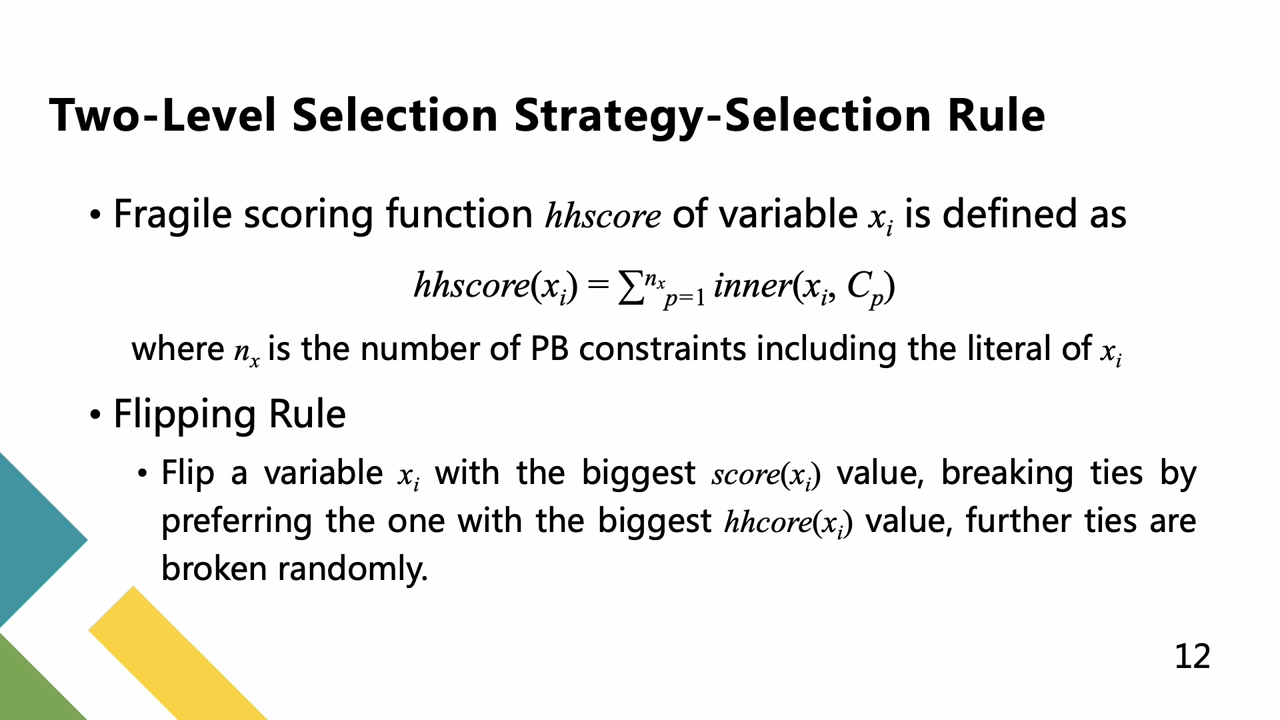 Two-Level Selection Strategy-Selection Rule
• Fragile scoring function hhscore of variable xᵢ is defined as
hhscore(xᵢ) = ∑ⁿˣₚ₌₁ inner(xᵢ, Cₚ)
where nₓ is the number of PB constraints including the literal of xᵢ
• Flipping Rule
• Flip a variable xᵢ with the biggest score(xᵢ) value, breaking ties by
preferring the one with the biggest hhcore(xᵢ) value, further ties are
broken randomly.
12